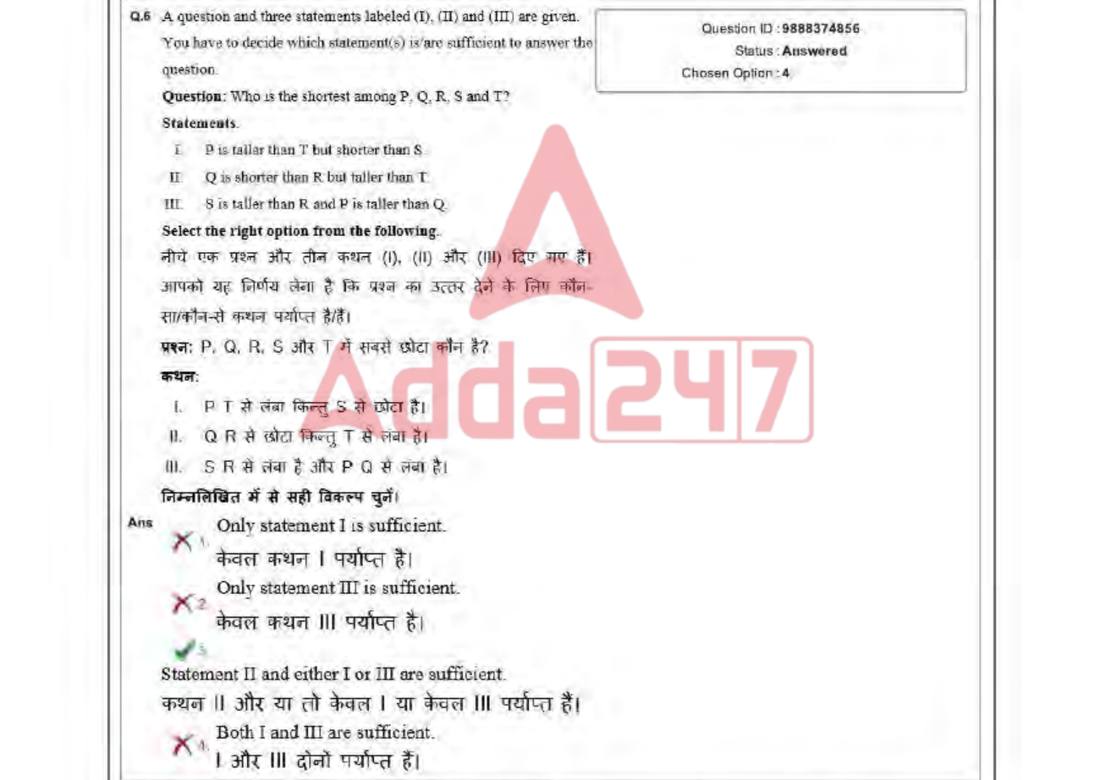 Q.6 A question and three statements labeled (I), (II) and (III) are given.
You have to decide which statement(s) is/are sufficient to answer the
question.
Question: Who is the shortest among P, Q, R, S and T?
Statements.
I. P is taller than T but shorter than S
II. Q is shorter than R but taller than T.
III. S is taller than R and P is taller than Q.
Select the right option from the following.
नीचे एक प्रश्न और तीन कथन (I), (II) और (III) दिए गए हैं।
आपको यह निर्णय लेना है कि प्रश्न का उत्तर देने के लिए कौन-
सा/कौन-से कथन पर्याप्त है/हैं।
प्रश्न: P, Q, R, S और T में सबसे छोटा कौन है?
कथन:
I. P T से लंबा किन्तु S से छोटा है।
II. Q R से छोटा किन्तु T से लंबा है।
III. S R से लंबा है और P Q से लंबा है।
निम्नलिखित में से सही विकल्प चुनें।
Question ID : 9888374856
Status : Answered
Chosen Option : 4
Ans
1. Only statement I is sufficient.
केवल कथन I पर्याप्त है।
2. Only statement III is sufficient.
केवल कथन III पर्याप्त है।
3.
Statement II and either I or III are sufficient.
कथन II और या तो केवल I या केवल III पर्याप्त हैं।
4. Both I and III are sufficient.
I और III दोनों पर्याप्त हैं।
Adda247